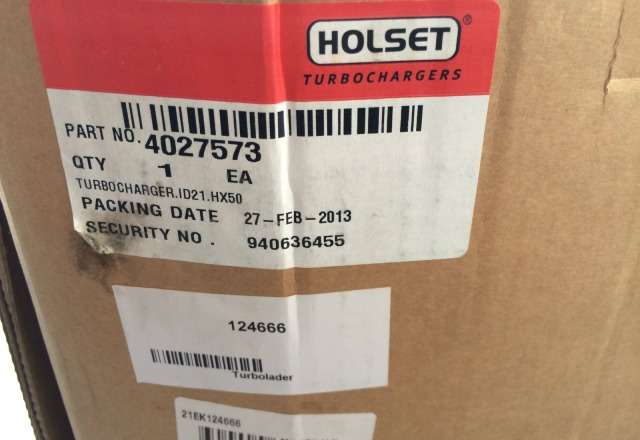 HOLSET®
TURBOCHARGERS
PART NO. 4027573
QTY 1 EA
TURBOCHARGER.ID21.HX50
PACKING DATE 27-FEB-2013
SECURITY NO. 940636455
124666
Turbolader
21EK124666